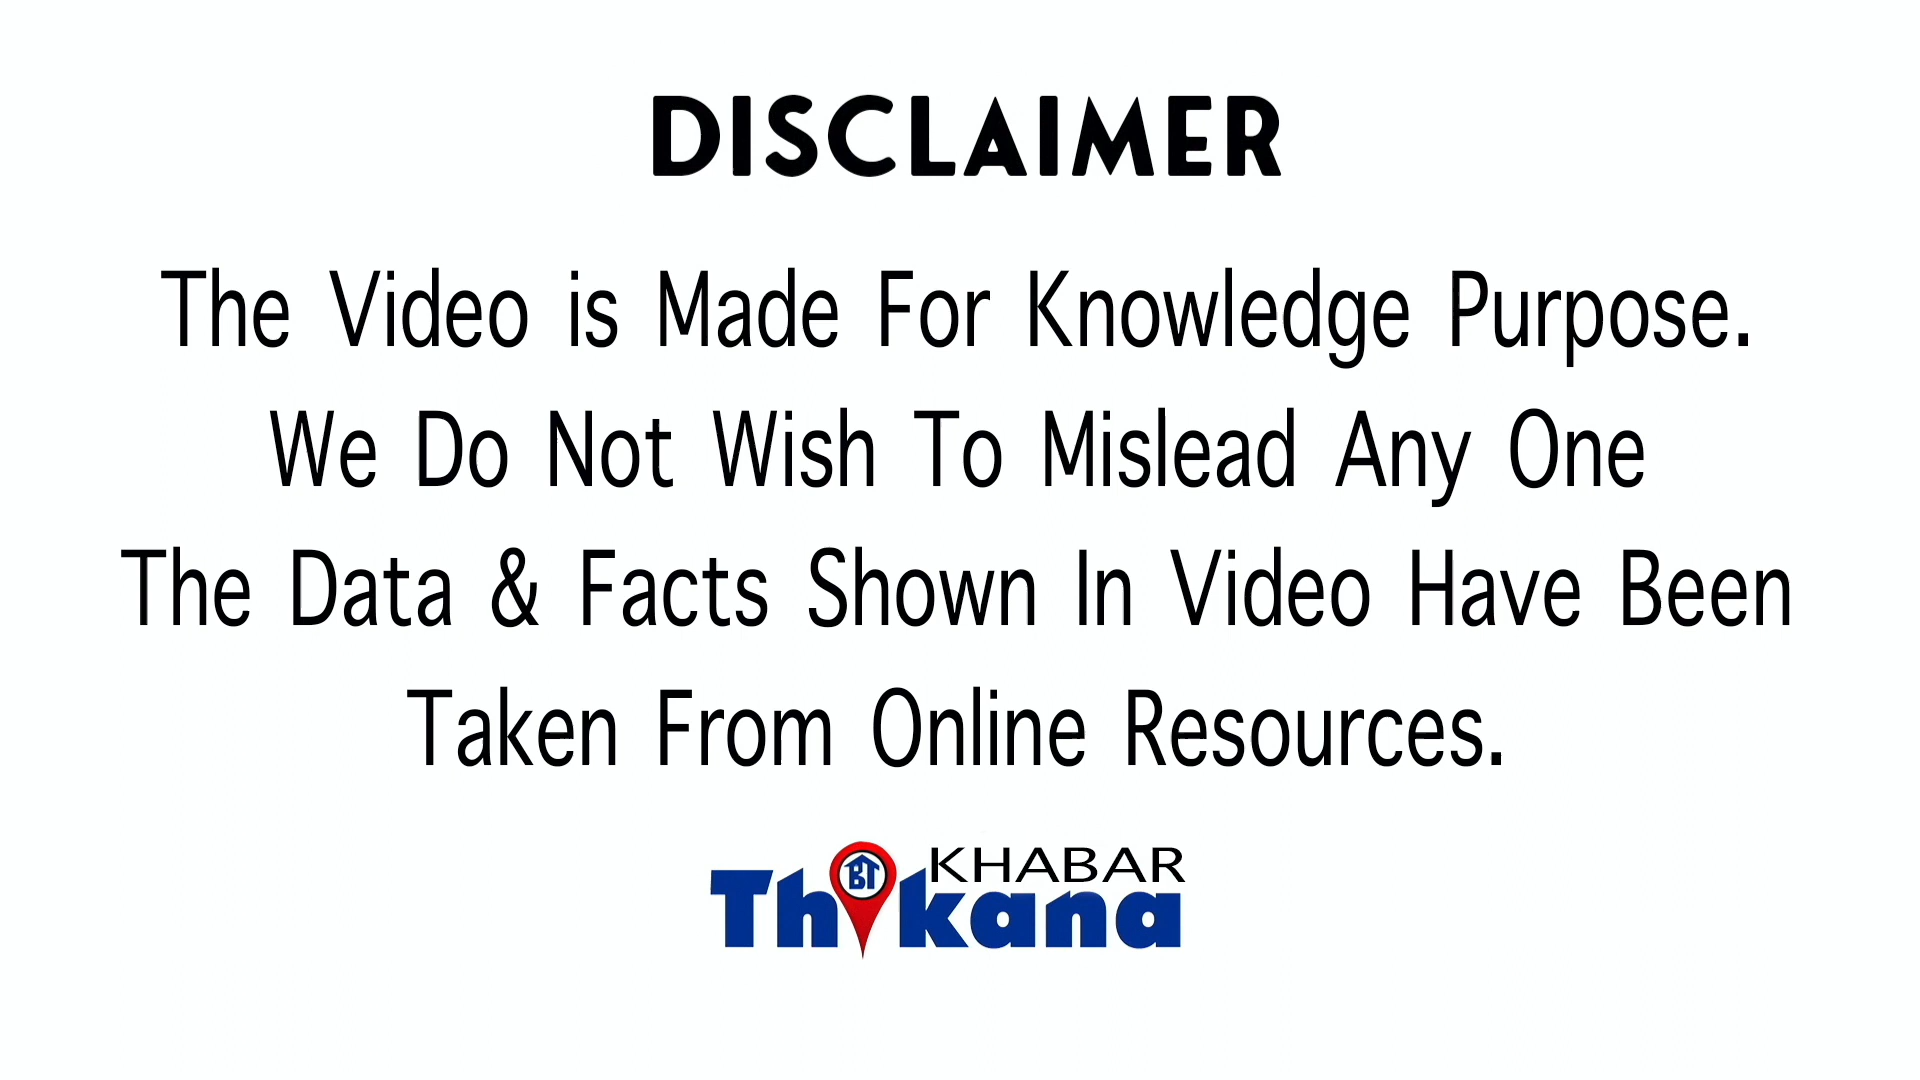 DISCLAIMER
The Video is Made For Knowledge Purpose.
We Do Not Wish To Mislead Any One
The Data & Facts Shown In Video Have Been
Taken From Online Resources.
KHABAR
BT
Thikana